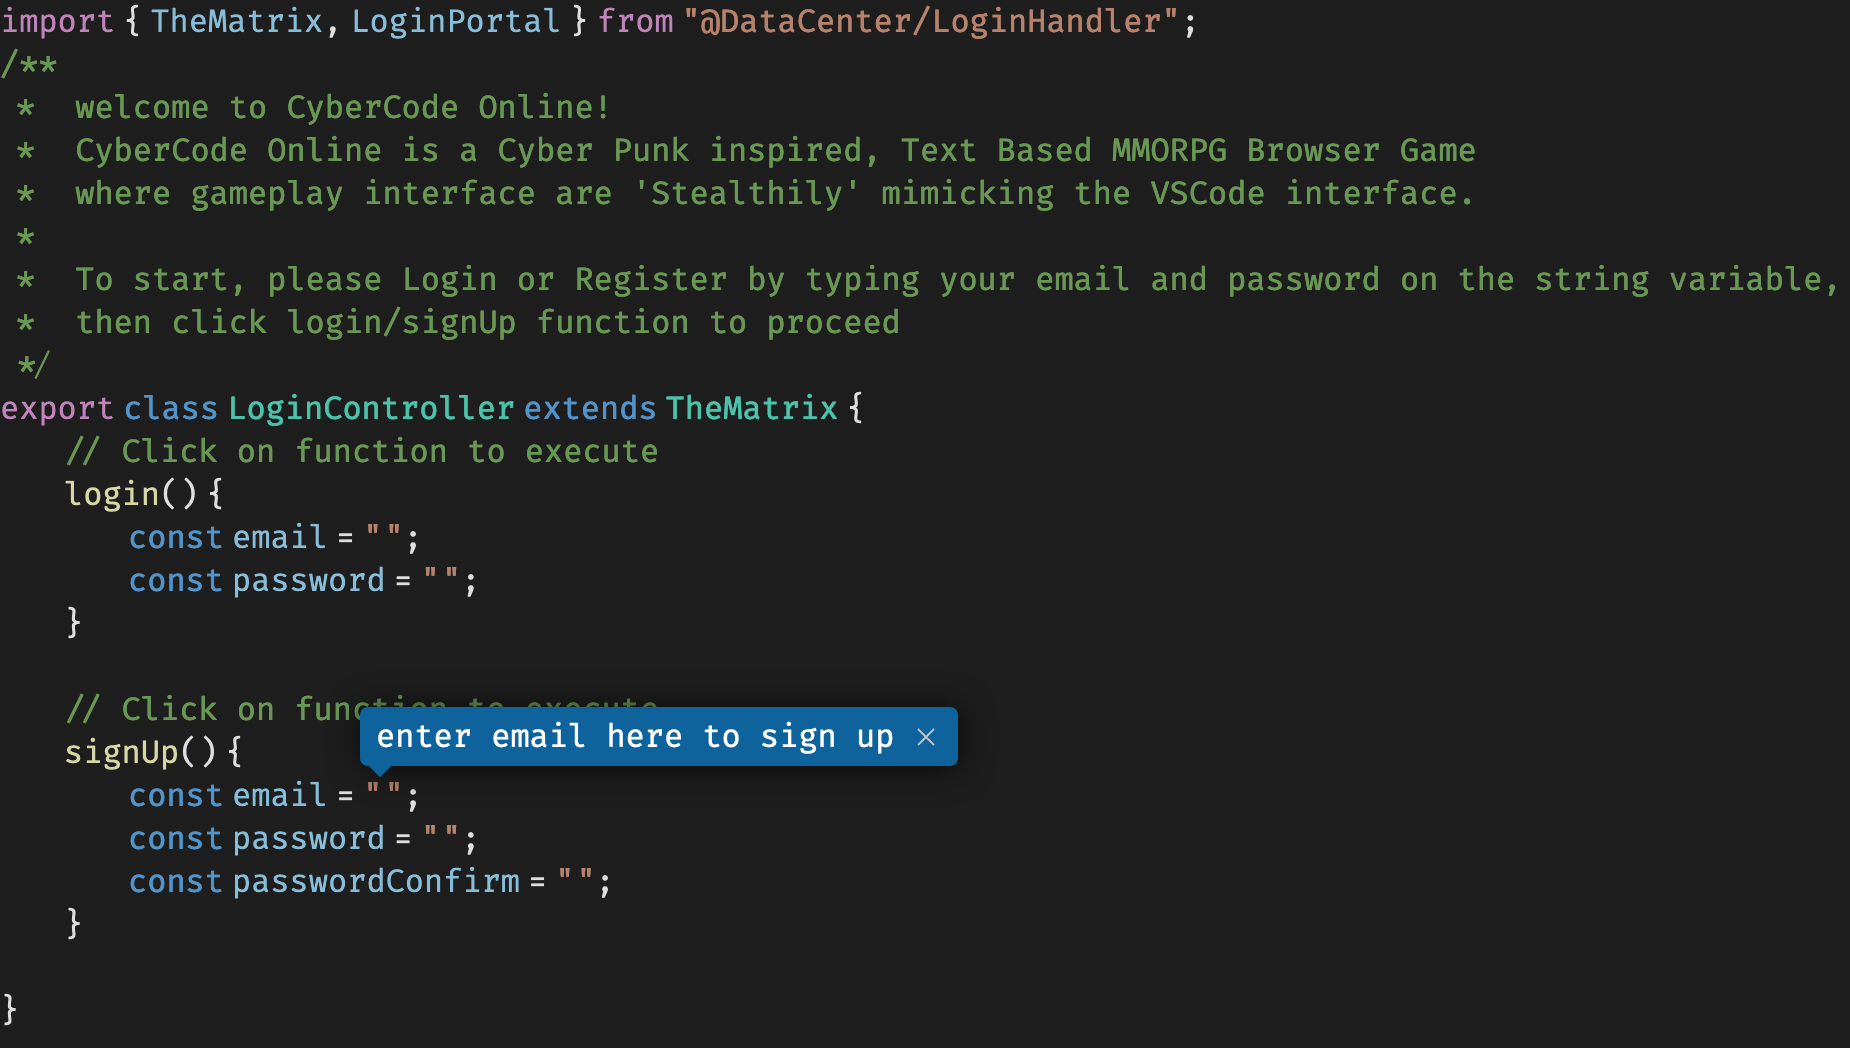 import { TheMatrix, LoginPortal } from "@DataCenter/LoginHandler";
/**
*  welcome to CyberCode Online!
*  CyberCode Online is a Cyber Punk inspired, Text Based MMORPG Browser Game
*  where gameplay interface are 'Stealthily' mimicking the VSCode interface.
*
*  To start, please Login or Register by typing your email and password on the string variable,
*  then click login/signUp function to proceed
*/
export class LoginController extends TheMatrix {
// Click on function to execute
login() {
const email = "";
const password = "";
}
// Click on function to execute
enter email here to sign up ×
signUp() {
const email = "";
const password = "";
const passwordConfirm = "";
}
}